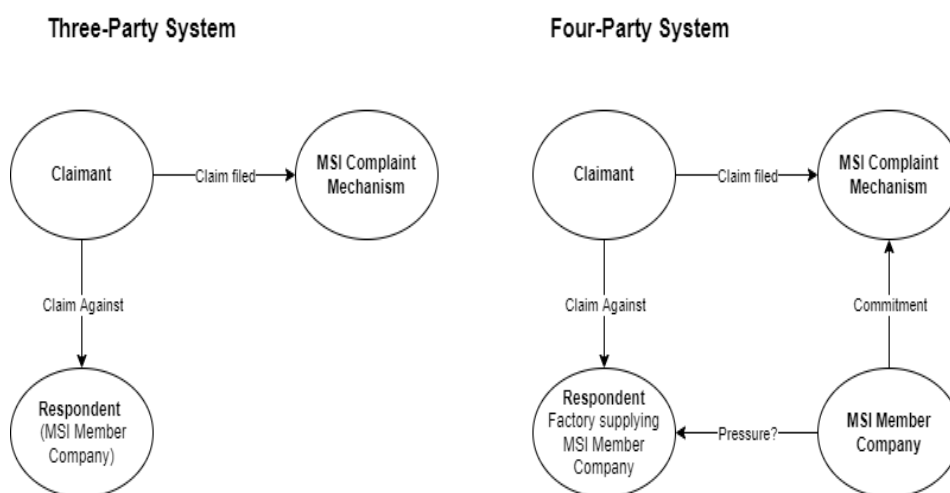 Three-Party System
Claimant
Claim filed
MSI Complaint
Mechanism
Claim Against
Respondent
(MSI Member
Company)
Four-Party System
Claimant
Claim filed
MSI Complaint
Mechanism
Claim Against
Commitment
Respondent
Factory supplying
MSI Member
Company
Pressure?
MSI Member
Company